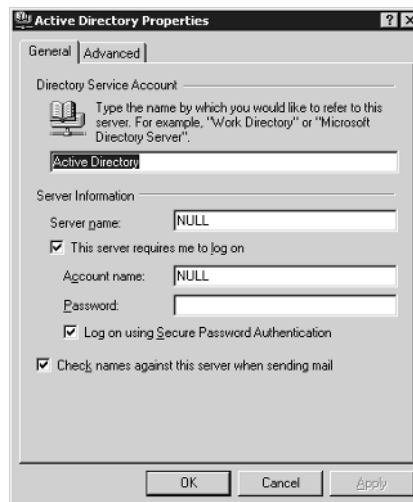 Active Directory Properties
General
Advanced
Directory Service Account
Type the name by which you would like to refer to this
server. For example, "Work Directory" or "Microsoft
Directory Server".
Active Directory
Server Information
Server name:
NULL
This server requires me to log on
Account name:
NULL
Password:
Log on using Secure Password Authentication
Check names against this server when sending mail
OK
Cancel
Apply